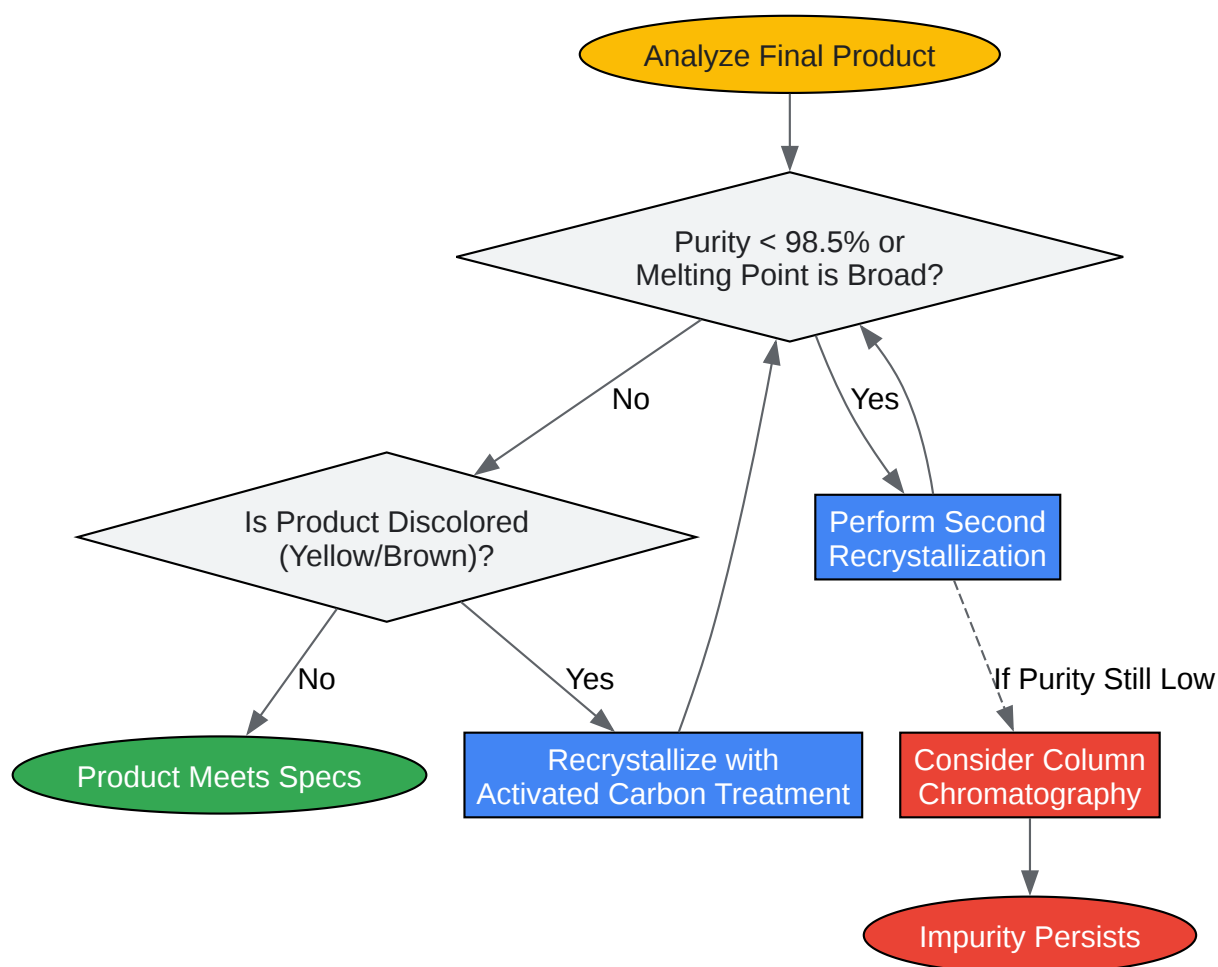 Analyze Final Product
Purity < 98.5% or
Melting Point is Broad?
No
Yes
Is Product Discolored
(Yellow/Brown)?
Perform Second
Recrystallization
No
Yes
If Purity Still Low
Product Meets Specs
Recrystallize with
Activated Carbon Treatment
Consider Column
Chromatography
Impurity Persists